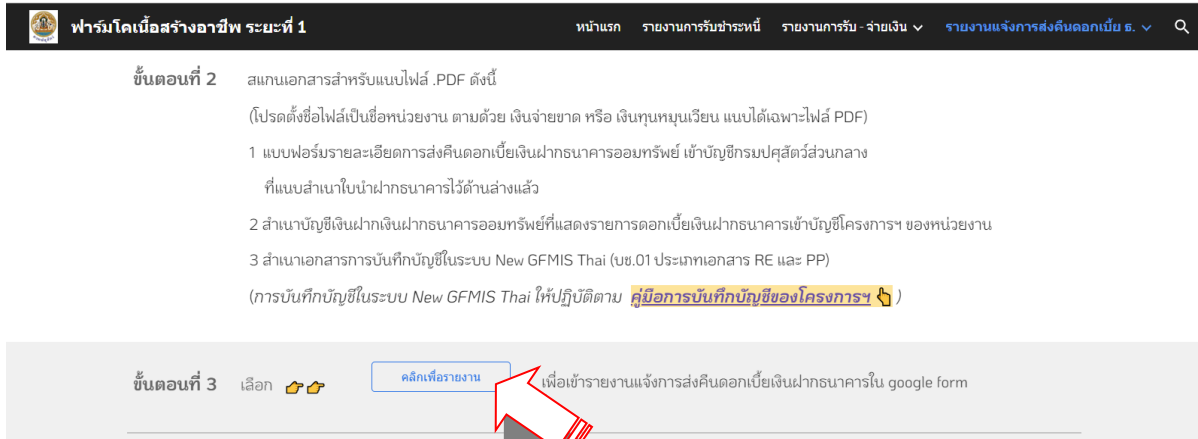 ฟาร์มโคเนื้อสร้างอาชีพ ระยะที่ 1 หน้าแรก รายงานการรับชำระหนี้ รายงานการรับ - จ่ายเงิน รายงานแจ้งการส่งคืนดอกเบี้ย ธ.
ขั้นตอนที่ 2 สแกนเอกสารสำหรับแนบไฟล์ .PDF ดังนี้
(โปรดตั้งชื่อไฟล์เป็นชื่อหน่วยงาน ตามด้วย เงินจ่ายขาด หรือ เงินทุนหมุนเวียน แนบได้เฉพาะไฟล์ PDF)
1 แบบฟอร์มรายละเอียดการส่งคืนดอกเบี้ยเงินฝากธนาคารออมทรัพย์ เข้าบัญชีกรมปศุสัตว์ส่วนกลาง
ที่แนบสำเนาใบนำฝากธนาคารไว้ด้านล่างแล้ว
2 สำเนาบัญชีเงินฝากเงินฝากธนาคารออมทรัพย์ที่แสดงรายการดอกเบี้ยเงินฝากธนาคารเข้าบัญชีโครงการฯ ของหน่วยงาน
3 สำเนาเอกสารการบันทึกบัญชีในระบบ New GFMIS Thai (บช.01 ประเภทเอกสาร RE และ PP)
(การบันทึกบัญชีในระบบ New GFMIS Thai ให้ปฏิบัติตาม คู่มือการบันทึกบัญชีของโครงการฯ )
ขั้นตอนที่ 3 เลือก คลิกเพื่อรายงาน เพื่อเข้ารายงานแจ้งการส่งคืนดอกเบี้ยเงินฝากธนาคารใน google form